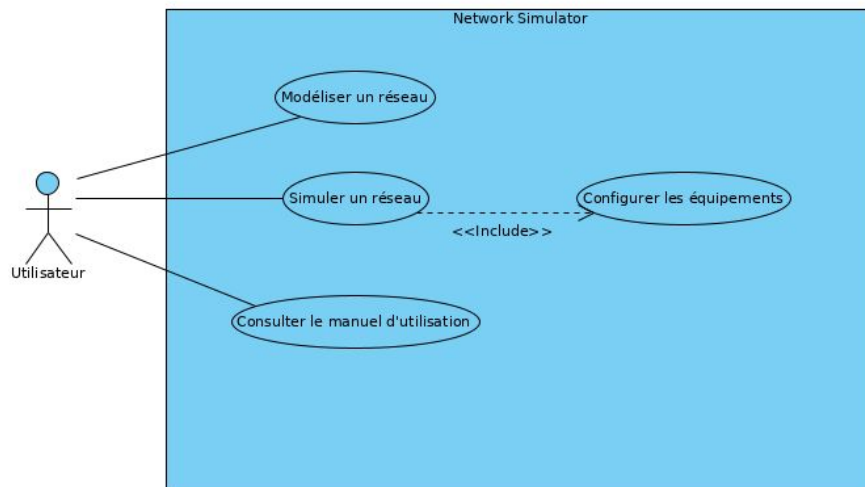 Network Simulator
Modéliser un réseau
Simuler un réseau
Configurer les équipements
<<Include>>
Utilisateur
Consulter le manuel d'utilisation